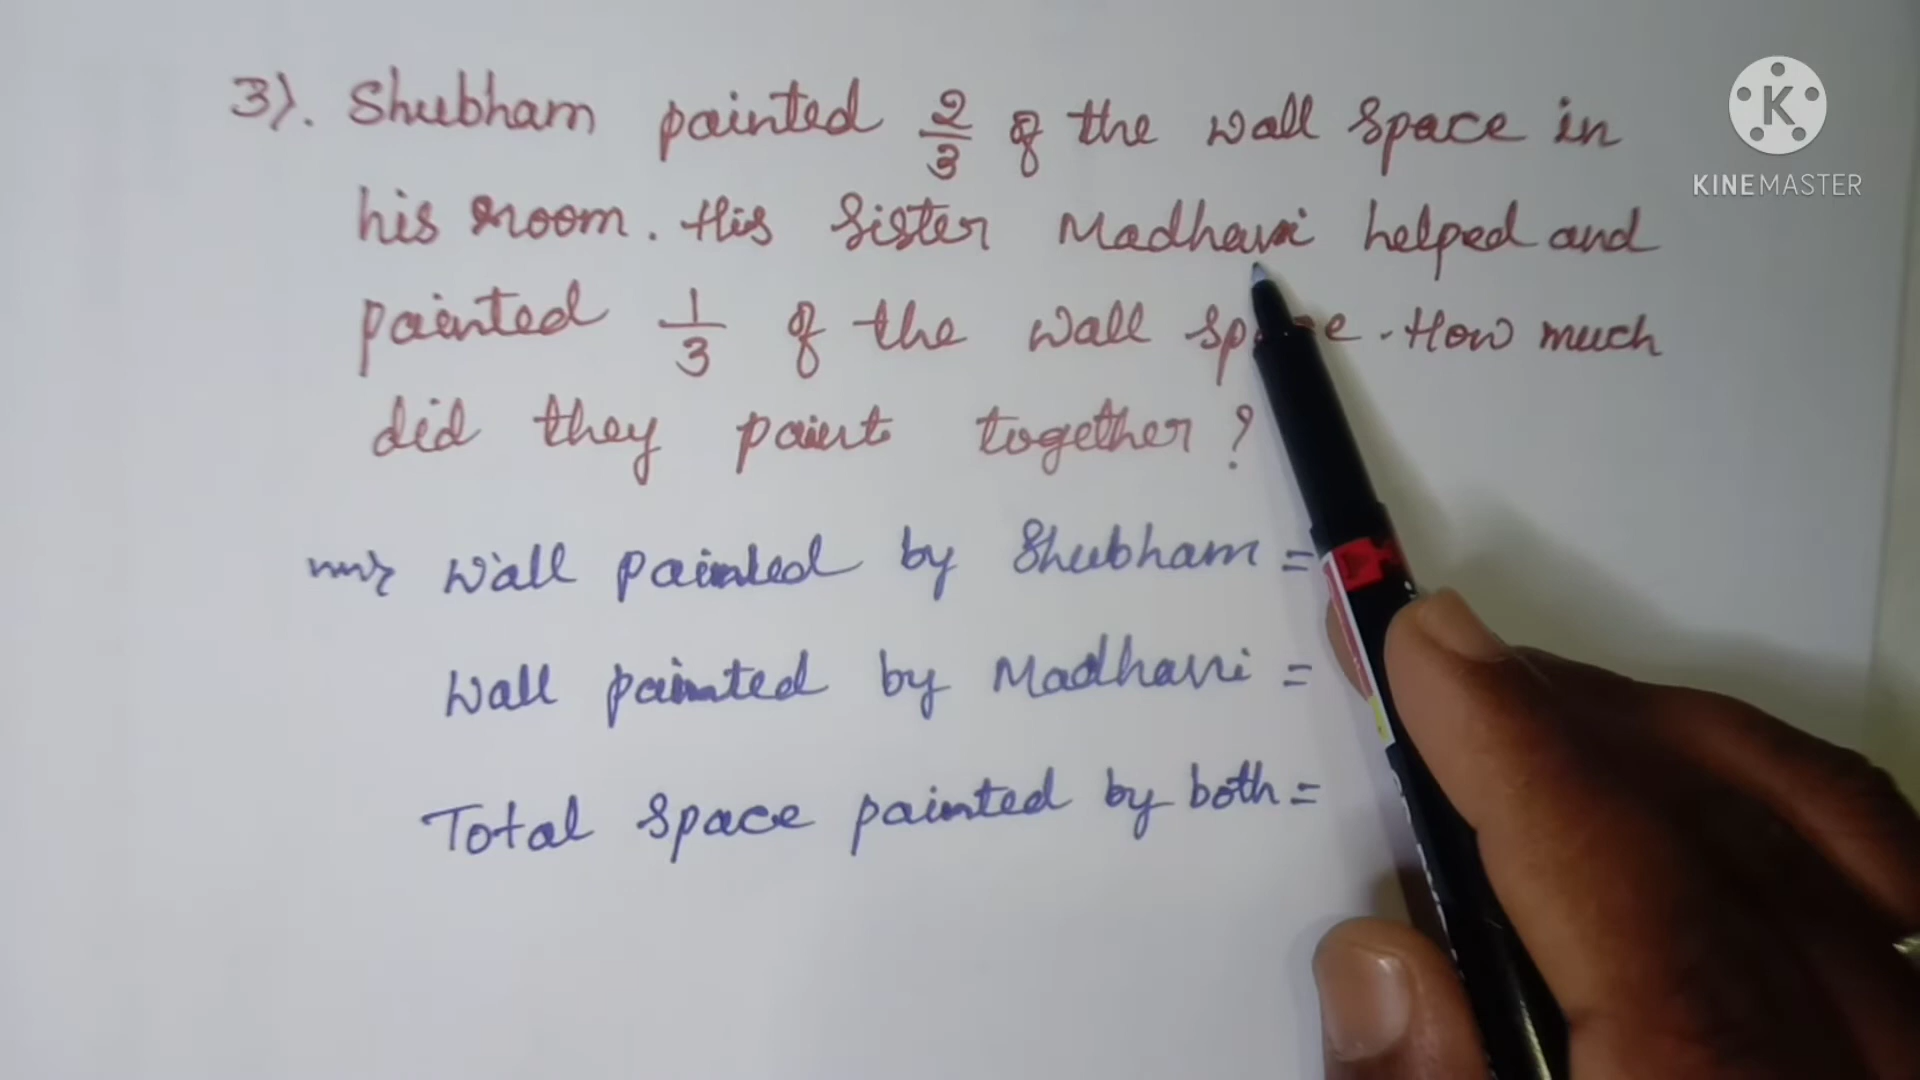 3). Shubham painted 2/3 of the wall space in
his room. His sister Madhavi helped and
painted 1/3 of the wall space. How much
did they paint together?
Wall painted by Shubham =
Wall painted by Madhavi =
Total space painted by both =
K
KINEMASTER